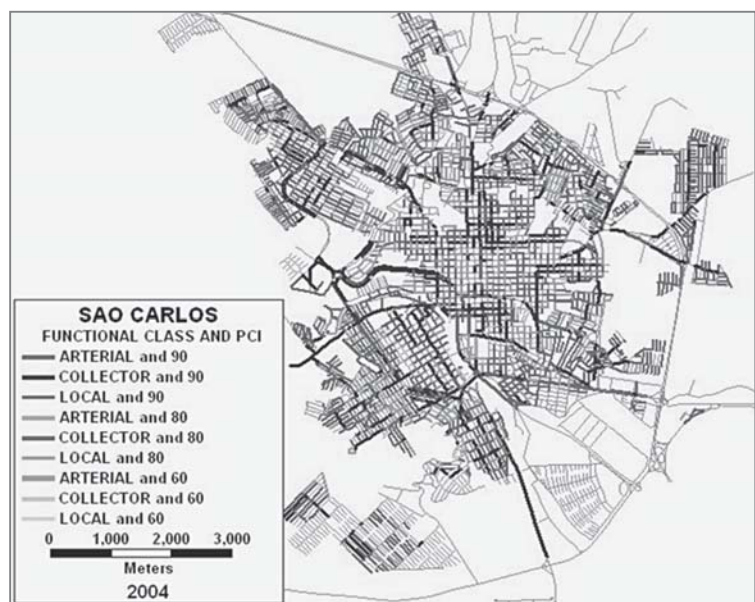 SAO CARLOS
FUNCTIONAL CLASS AND PCI
ARTERIAL and 90
COLLECTOR and 90
LOCAL and 90
ARTERIAL and 80
COLLECTOR and 80
LOCAL and 80
ARTERIAL and 60
COLLECTOR and 60
LOCAL and 60
0 1,000 2,000 3,000
Meters
2004